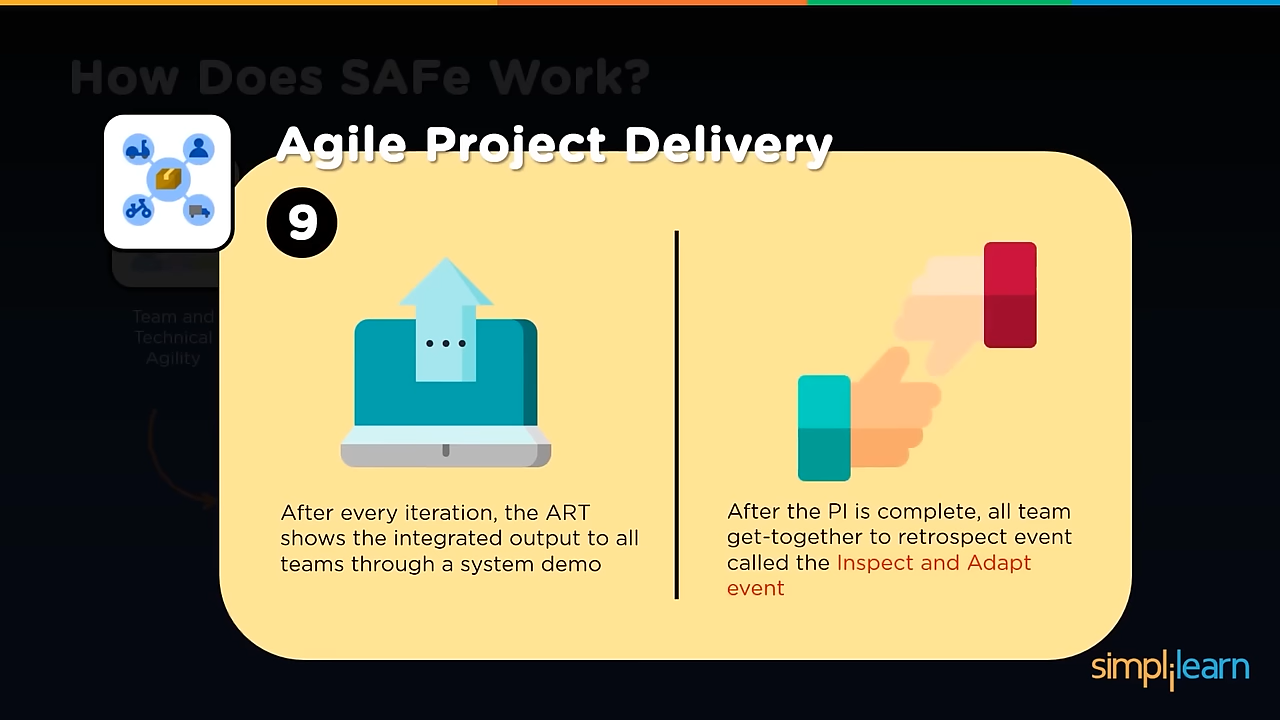 How Does SAFe Work?
Agile Project Delivery
9
Team and
Technical
Agility
After every iteration, the ART
shows the integrated output to all
teams through a system demo
After the PI is complete, all team
get-together to retrospect event
called the Inspect and Adapt
event
simplilearn